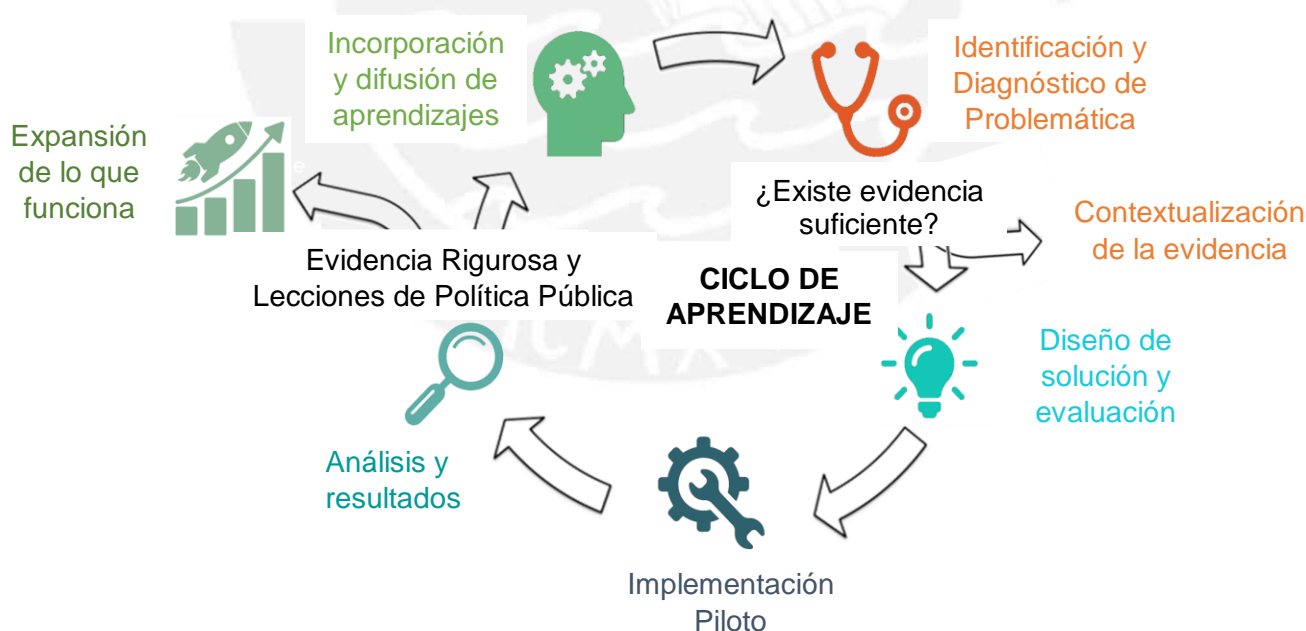 Incorporación
y difusión de
aprendizajes
Identificación y
Diagnóstico de
Problemática
Expansión
de lo que
funciona
¿Existe evidencia
suficiente?
Contextualización
de la evidencia
Evidencia Rigurosa y
Lecciones de Política Pública
CICLO DE
APRENDIZAJE
Diseño de
solución y
evaluación
Análisis y
resultados
Implementación
Piloto